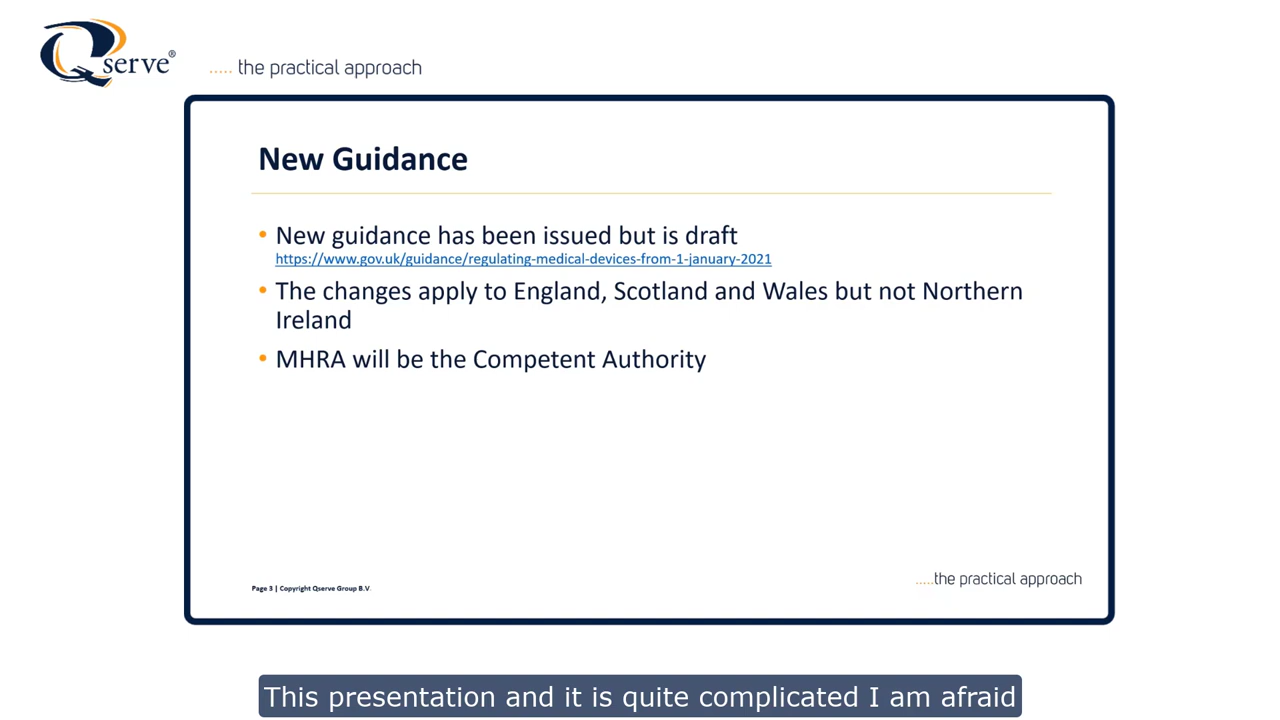 Qserve®
..... the practical approach
New Guidance
• New guidance has been issued but is draft
https://www.gov.uk/guidance/regulating-medical-devices-from-1-january-2021
• The changes apply to England, Scotland and Wales but not Northern
Ireland
• MHRA will be the Competent Authority
.....the practical approach
Page 3 | Copyright Qserve Group B.V.
This presentation and it is quite complicated I am afraid